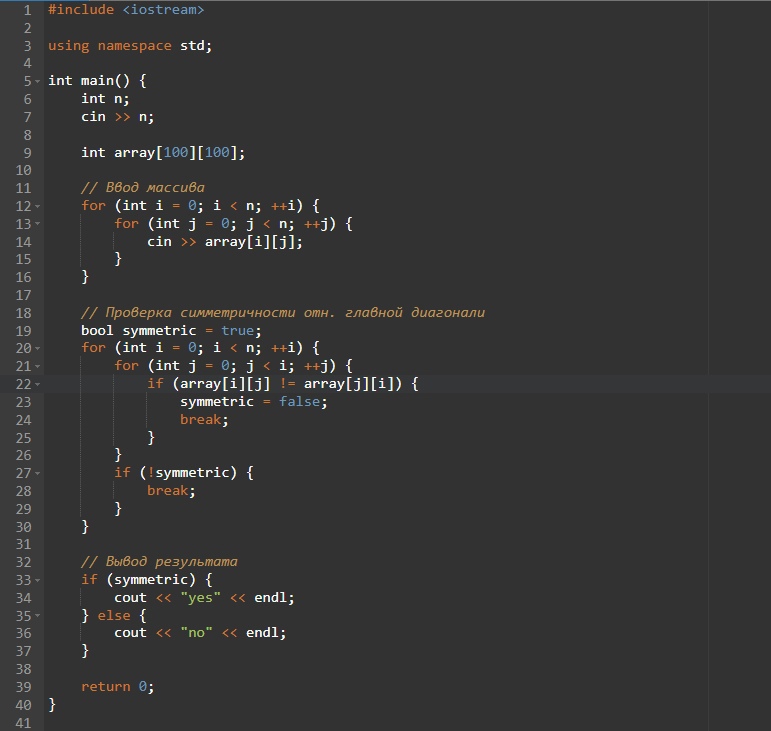 1 #include <iostream>
2
3 using namespace std;
4
5 int main() {
6     int n;
7     cin >> n;
8
9     int array[100][100];
10
11     // Ввод массива
12     for (int i = 0; i < n; ++i) {
13         for (int j = 0; j < n; ++j) {
14             cin >> array[i][j];
15         }
16     }
17
18     // Проверка симметричности отн. главной диагонали
19     bool symmetric = true;
20     for (int i = 0; i < n; ++i) {
21         for (int j = 0; j < i; ++j) {
22             if (array[i][j] != array[j][i]) {
23                 symmetric = false;
24                 break;
25             }
26         }
27         if (!symmetric) {
28             break;
29         }
30     }
31
32     // Вывод результата
33     if (symmetric) {
34         cout << "yes" << endl;
35     } else {
36         cout << "no" << endl;
37     }
38
39     return 0;
40 }
41